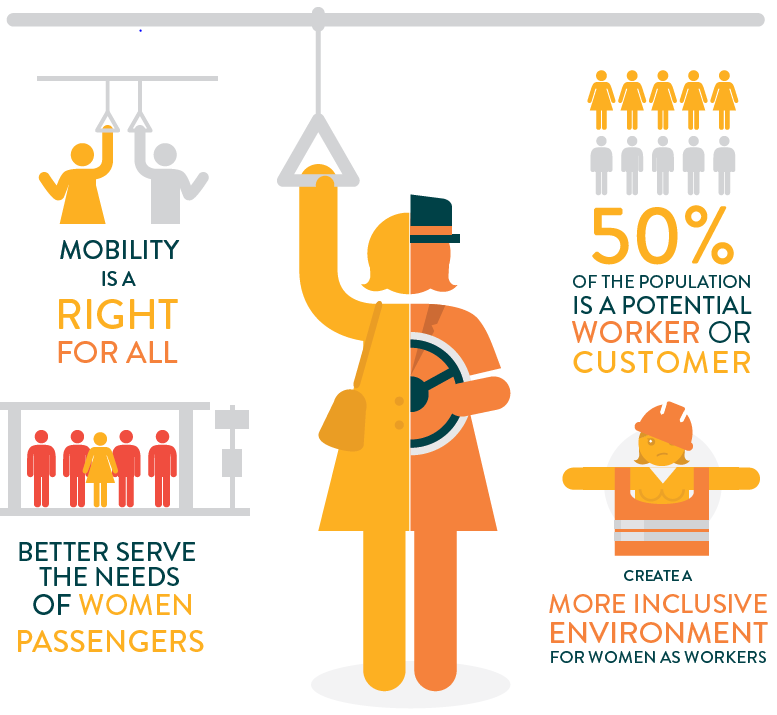 MOBILITY
IS A
RIGHT
FOR ALL
BETTER SERVE
THE NEEDS
OF WOMEN
PASSENGERS
50%
OF THE POPULATION
IS A POTENTIAL
WORKER OR
CUSTOMER
CREATE A
MORE INCLUSIVE
ENVIRONMENT
FOR WOMEN AS WORKERS